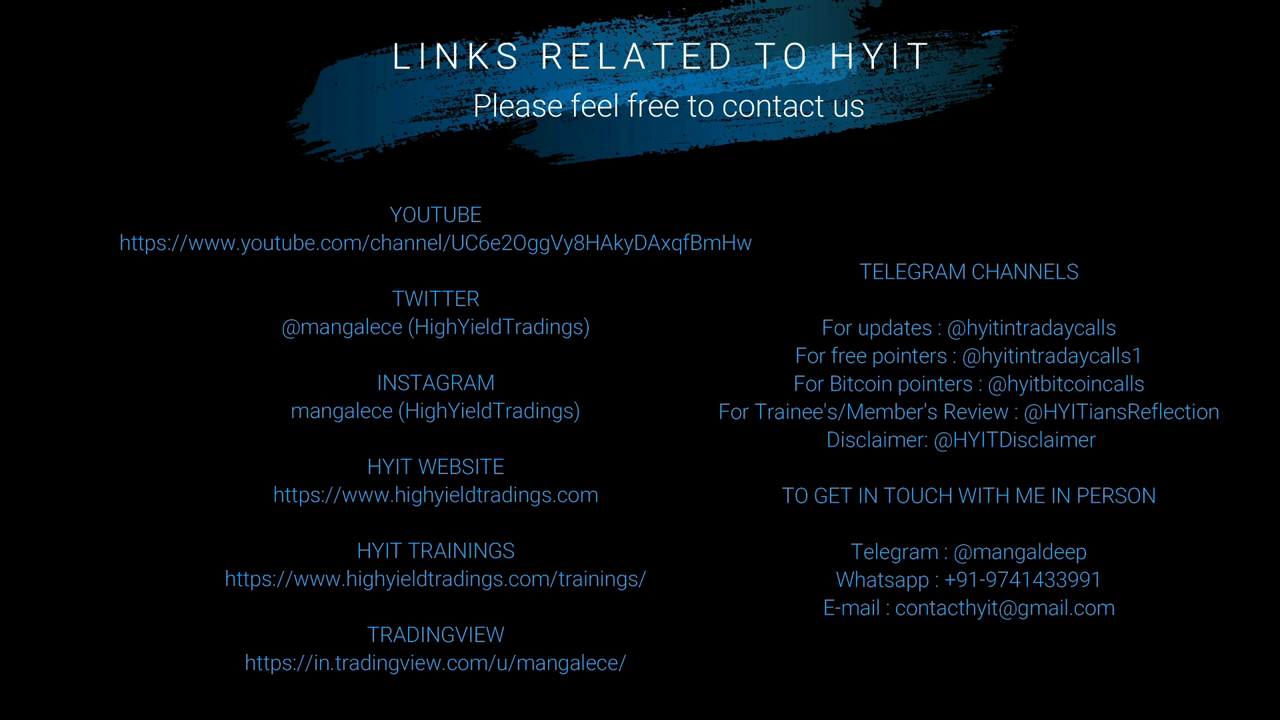 LINKS RELATED TO HYIT
Please feel free to contact us
YOUTUBE
https://www.youtube.com/channel/UC6e2OggVy8HAkyDAxqfBmHw
TWITTER
@mangalece (HighYieldTradings)
INSTAGRAM
mangalece (HighYieldTradings)
HYIT WEBSITE
https://www.highyieldtradings.com
HYIT TRAININGS
https://www.highyieldtradings.com/trainings/
TRADINGVIEW
https://in.tradingview.com/u/mangalece/
TELEGRAM CHANNELS
For updates : @hyitintradaycalls
For free pointers : @hyitintradaycalls1
For Bitcoin pointers : @hyitbitcoincalls
For Trainee's/Member's Review : @HYITiansReflection
Disclaimer: @HYITDisclaimer
TO GET IN TOUCH WITH ME IN PERSON
Telegram : @mangaldeep
Whatsapp : +91-9741433991
E-mail : contacthyit@gmail.com